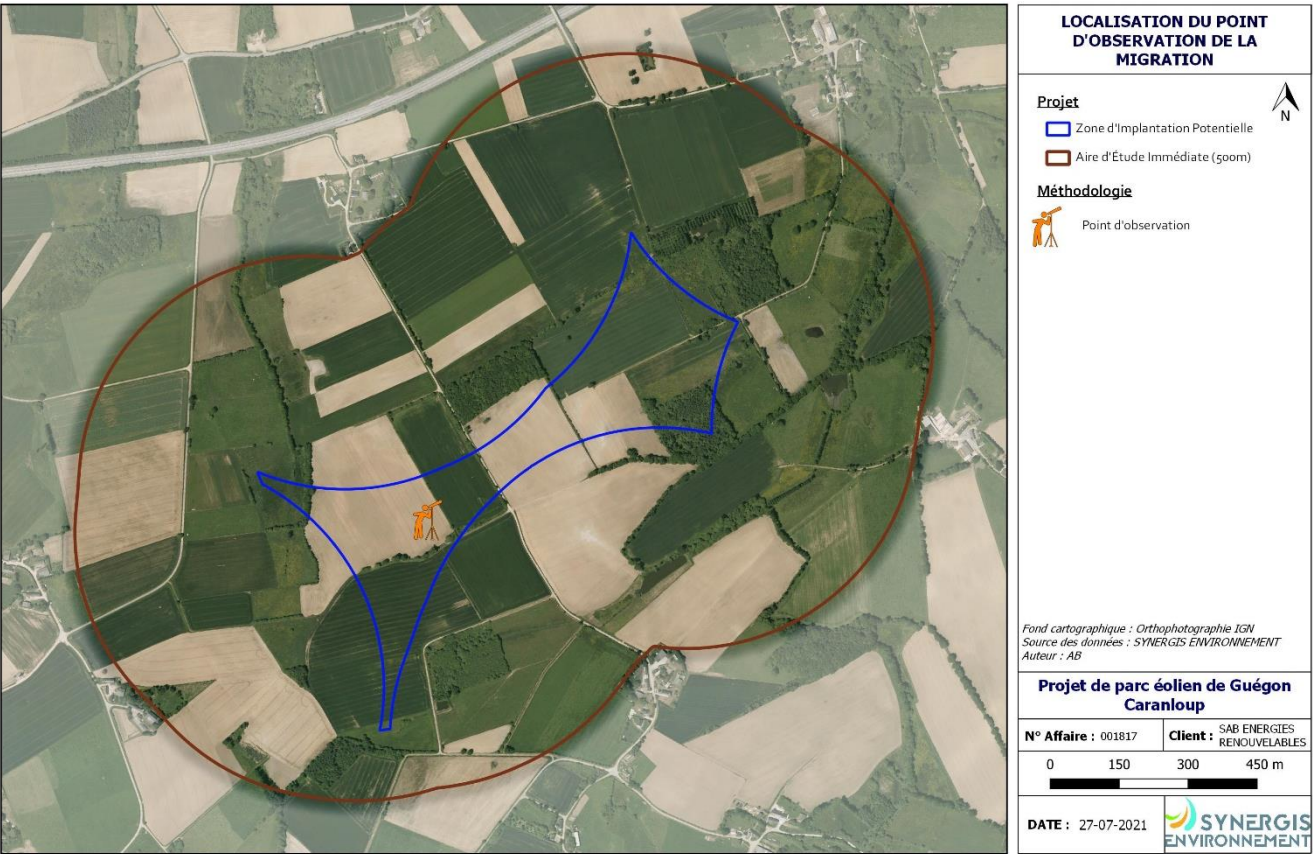 LOCALISATION DU POINT
D'OBSERVATION DE LA
MIGRATION
N
Projet
Zone d'Implantation Potentielle
Aire d'Étude Immédiate (500m)
Méthodologie
Point d'observation
Fond cartographique : Orthophotographie IGN
Source des données : SYNERGIS ENVIRONNEMENT
Auteur : AB
Projet de parc éolien de Guégon
Caranloup
N° Affaire : 001817
Client : SAB ENERGIES
RENOUVELABLES
0 150 300 450 m
DATE : 27-07-2021
SYNERGIS
ENVIRONNEMENT